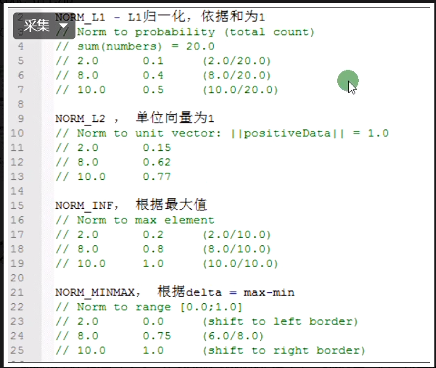 采集
2 NORM_L1 - L1归一化，依据和为1
3 // Norm to probability (total count)
4 // sum(numbers) = 20.0
5 // 2.0 0.1 (2.0/20.0)
6 // 8.0 0.4 (8.0/20.0)
7 // 10.0 0.5 (10.0/20.0)
8
9 NORM_L2 ， 单位向量为1
10 // Norm to unit vector: ||positiveData|| = 1.0
11 // 2.0 0.15
12 // 8.0 0.62
13 // 10.0 0.77
14
15 NORM_INF， 根据最大值
16 // Norm to max element
17 // 2.0 0.2 (2.0/10.0)
18 // 8.0 0.8 (8.0/10.0)
19 // 10.0 1.0 (10.0/10.0)
20
21 NORM_MINMAX， 根据delta = max-min
22 // Norm to range [0.0;1.0]
23 // 2.0 0.0 (shift to left border)
24 // 8.0 0.75 (6.0/8.0)
25 // 10.0 1.0 (shift to right border)